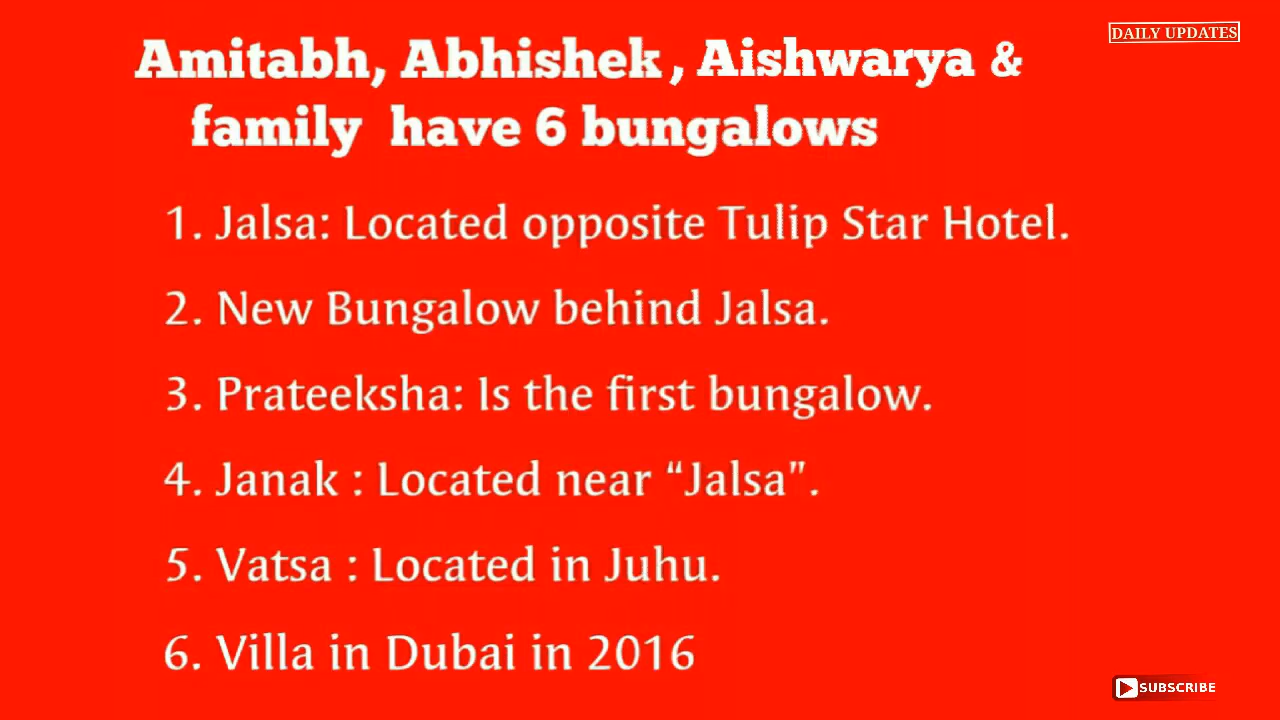 DAILY UPDATES
Amitabh, Abhishek, Aishwarya &
family have 6 bungalows
1. Jalsa: Located opposite Tulip Star Hotel.
2. New Bungalow behind Jalsa.
3. Prateeksha: Is the first bungalow.
4. Janak : Located near “Jalsa”.
5. Vatsa : Located in Juhu.
6. Villa in Dubai in 2016
SUBSCRIBE